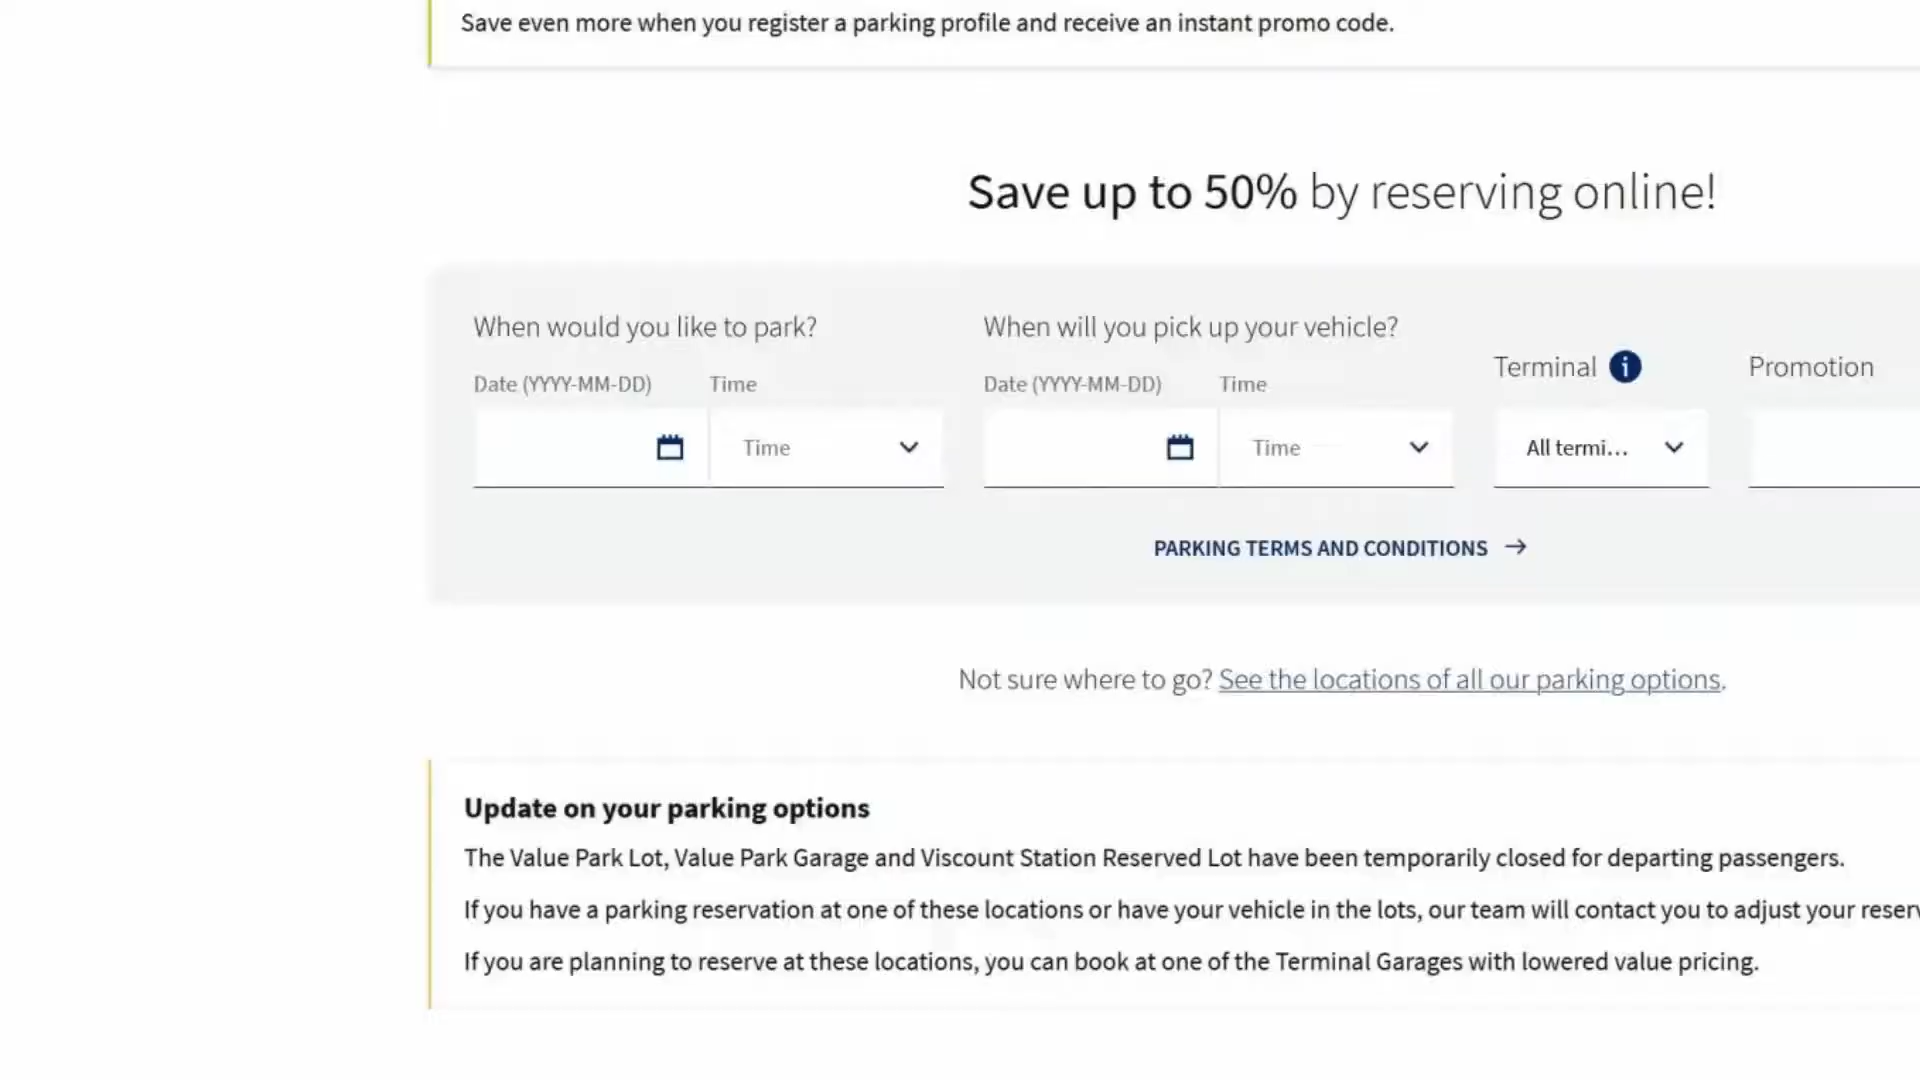 Save even more when you register a parking profile and receive an instant promo code.
Save up to 50% by reserving online!
When would you like to park?
When will you pick up your vehicle?
Terminal i
Promotion
Date (YYYY-MM-DD) Time
Date (YYYY-MM-DD) Time
Time
Time
All termi...
PARKING TERMS AND CONDITIONS →
Not sure where to go? See the locations of all our parking options.
Update on your parking options
The Value Park Lot, Value Park Garage and Viscount Station Reserved Lot have been temporarily closed for departing passengers.
If you have a parking reservation at one of these locations or have your vehicle in the lots, our team will contact you to adjust your reserv
If you are planning to reserve at these locations, you can book at one of the Terminal Garages with lowered value pricing.